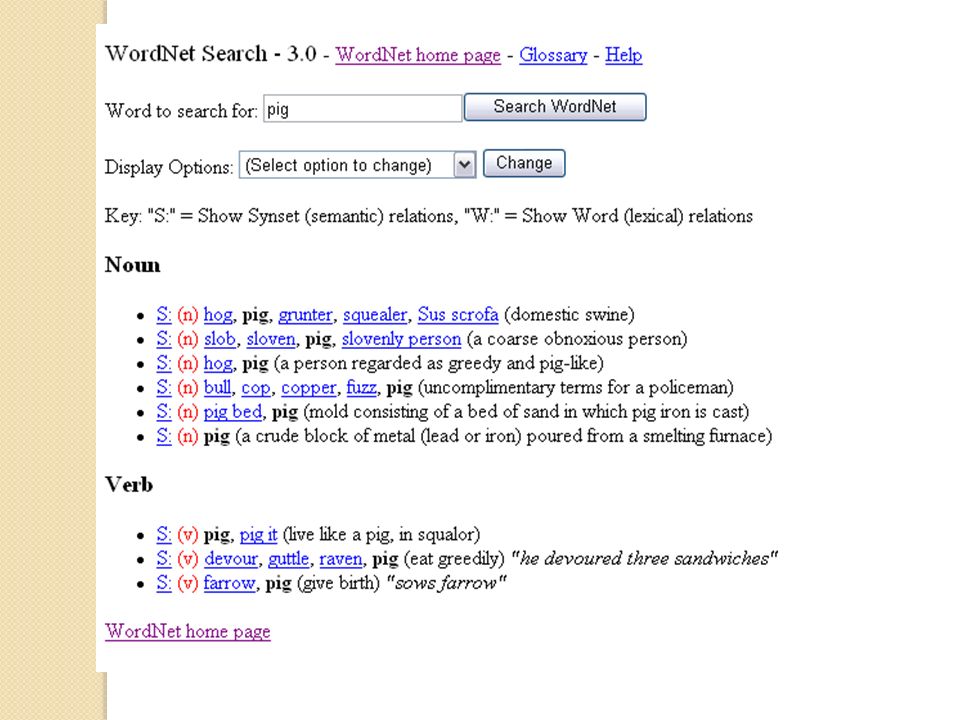 WordNet Search - 3.0 - WordNet home page - Glossary - Help
Word to search for: pig Search WordNet
Display Options: (Select option to change) Change
Key: "S:" = Show Synset (semantic) relations, "W:" = Show Word (lexical) relations
Noun
• S: (n) hog, pig, grunter, squealer, Sus scrofa (domestic swine)
• S: (n) slob, sloven, pig, slovenly person (a coarse obnoxious person)
• S: (n) hog, pig (a person regarded as greedy and pig-like)
• S: (n) bull, cop, copper, fuzz, pig (uncomplimentary terms for a policeman)
• S: (n) pig bed, pig (mold consisting of a bed of sand in which pig iron is cast)
• S: (n) pig (a crude block of metal (lead or iron) poured from a smelting furnace)
Verb
• S: (v) pig, pig it (live like a pig, in squalor)
• S: (v) devour, guttle, raven, pig (eat greedily) "he devoured three sandwiches"
• S: (v) farrow, pig (give birth) "sows farrow"
WordNet home page